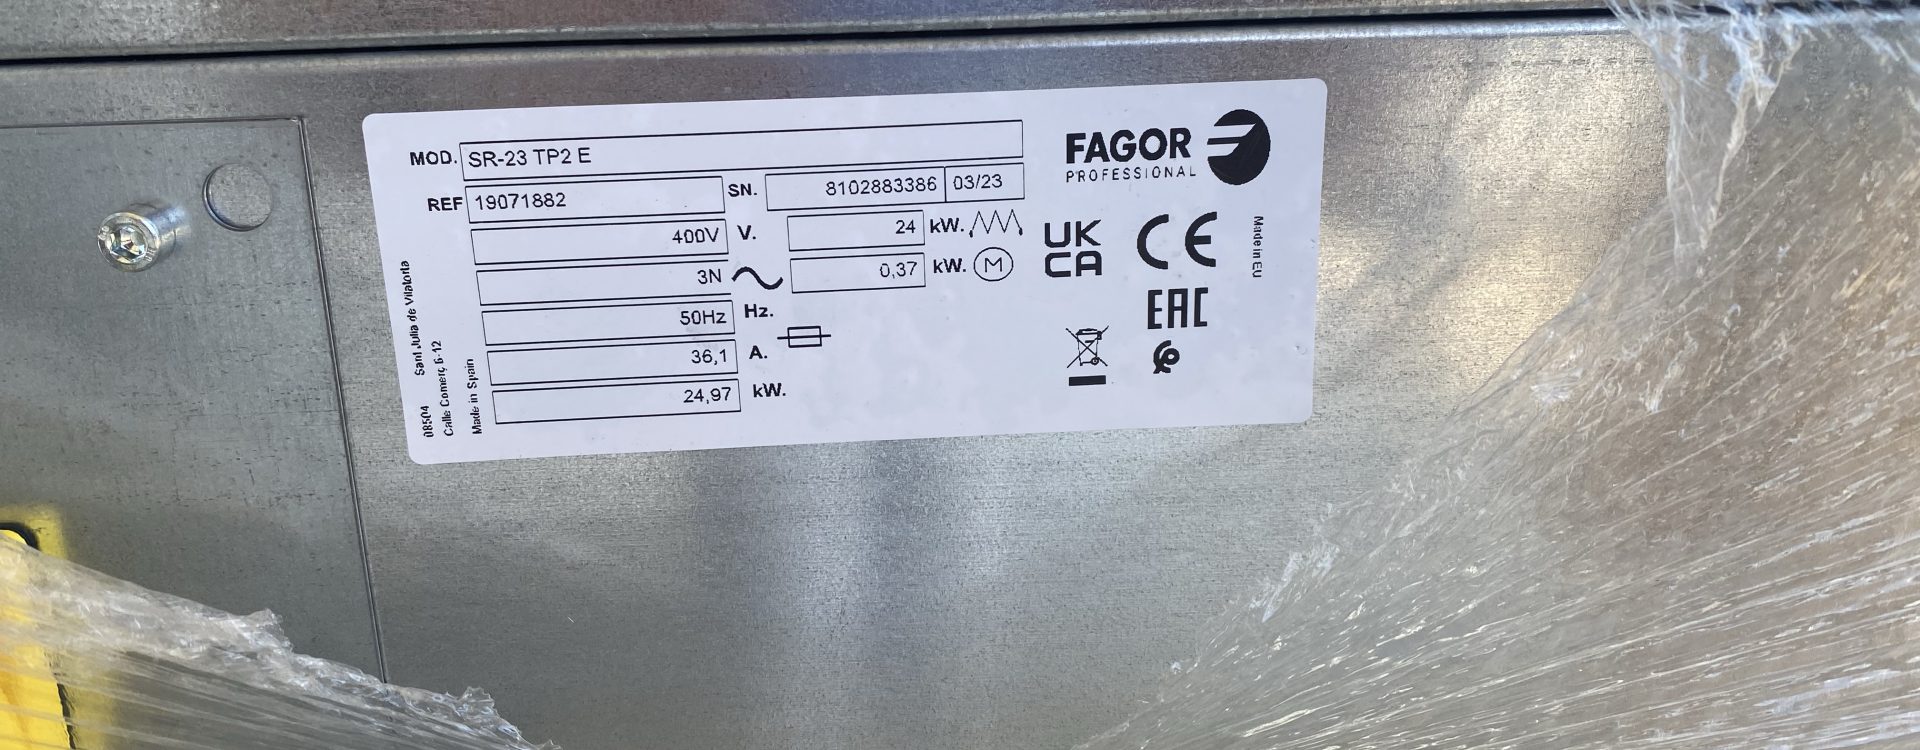 MOD. SR-23 TP2 E
REF 19071882 SN. 8102883386 03/23
400V V. 24 kW.
3N 0,37 kW. M
50Hz Hz.
36,1 A.
24,97 kW.
08504 Sant Julia de Vilatorta
Calle Comerç 6-12
Made in Spain
FAGOR
PROFESSIONAL
UK
CA
CE
EAC
Made in EU